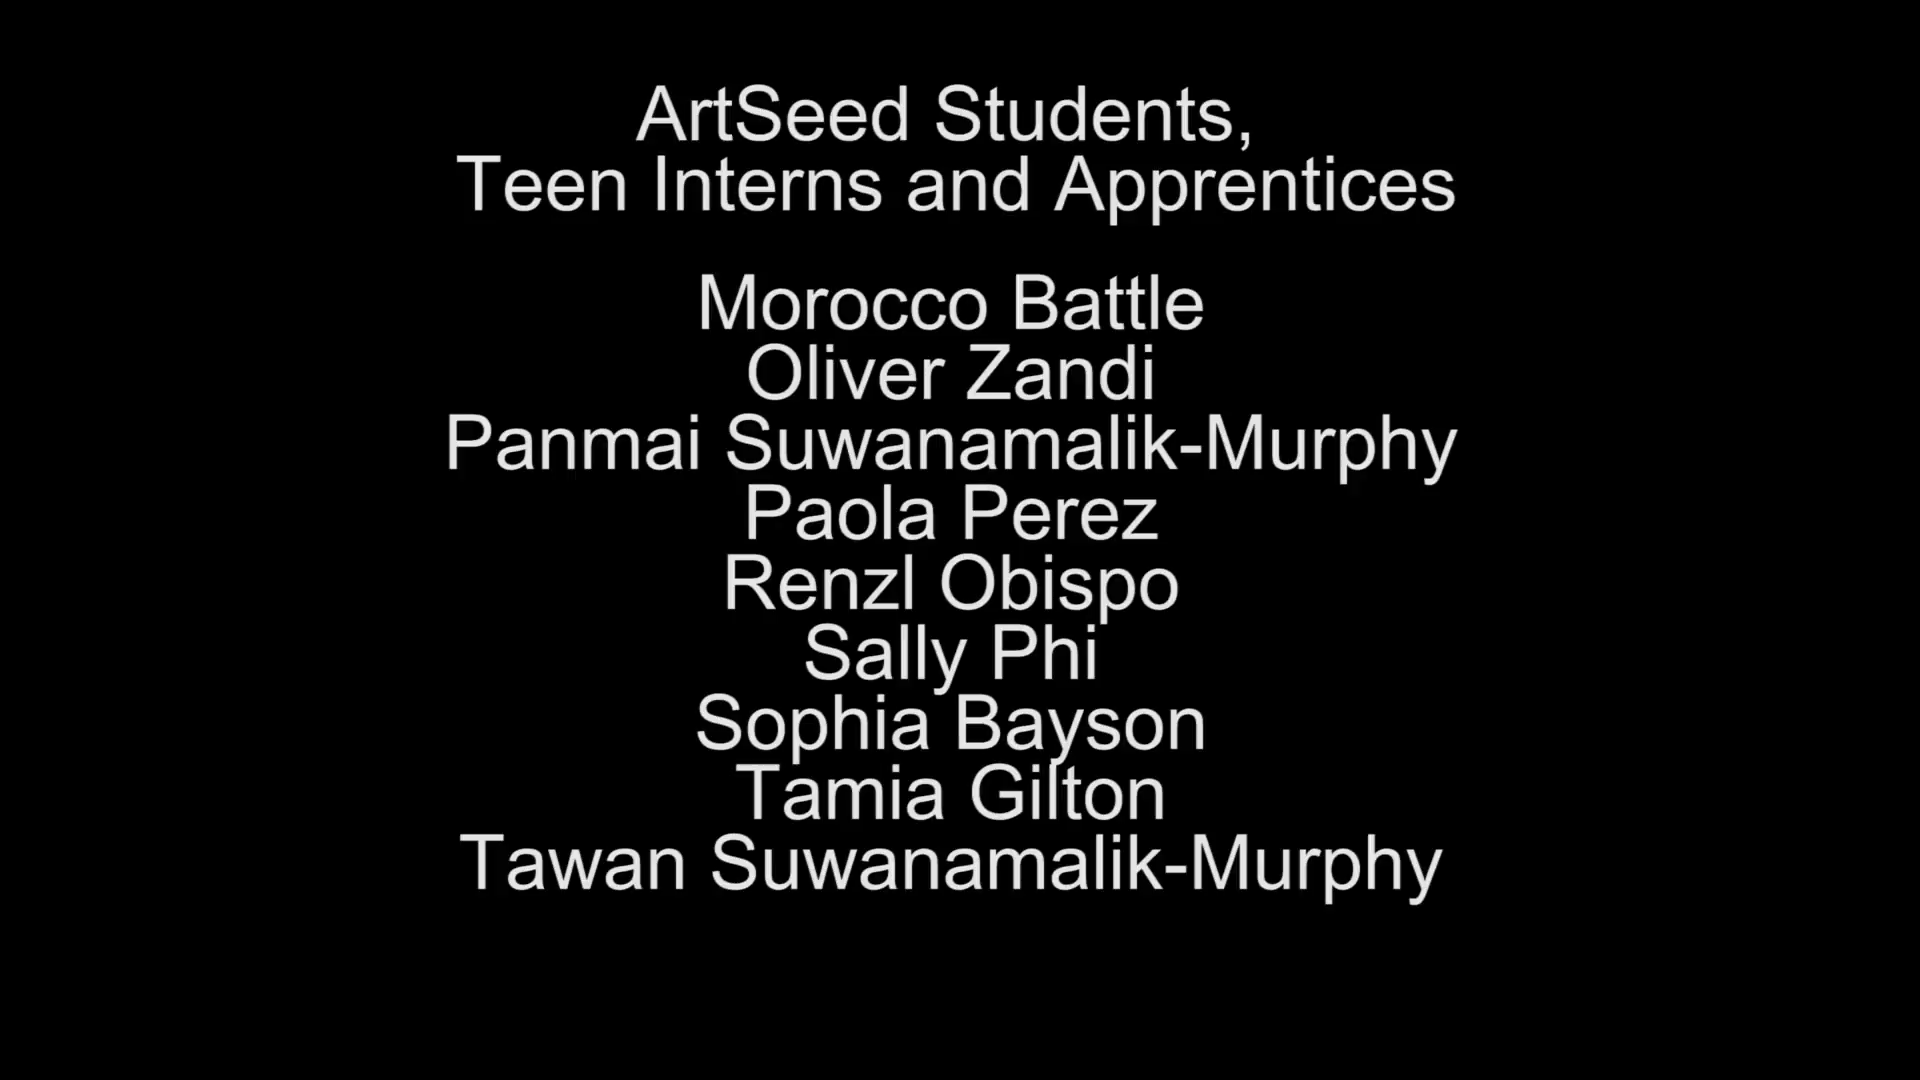 ArtSeed Students,
Teen Interns and Apprentices
Morocco Battle
Oliver Zandi
Panmai Suwanamalik-Murphy
Paola Perez
Renzl Obispo
Sally Phi
Sophia Bayson
Tamia Gilton
Tawan Suwanamalik-Murphy